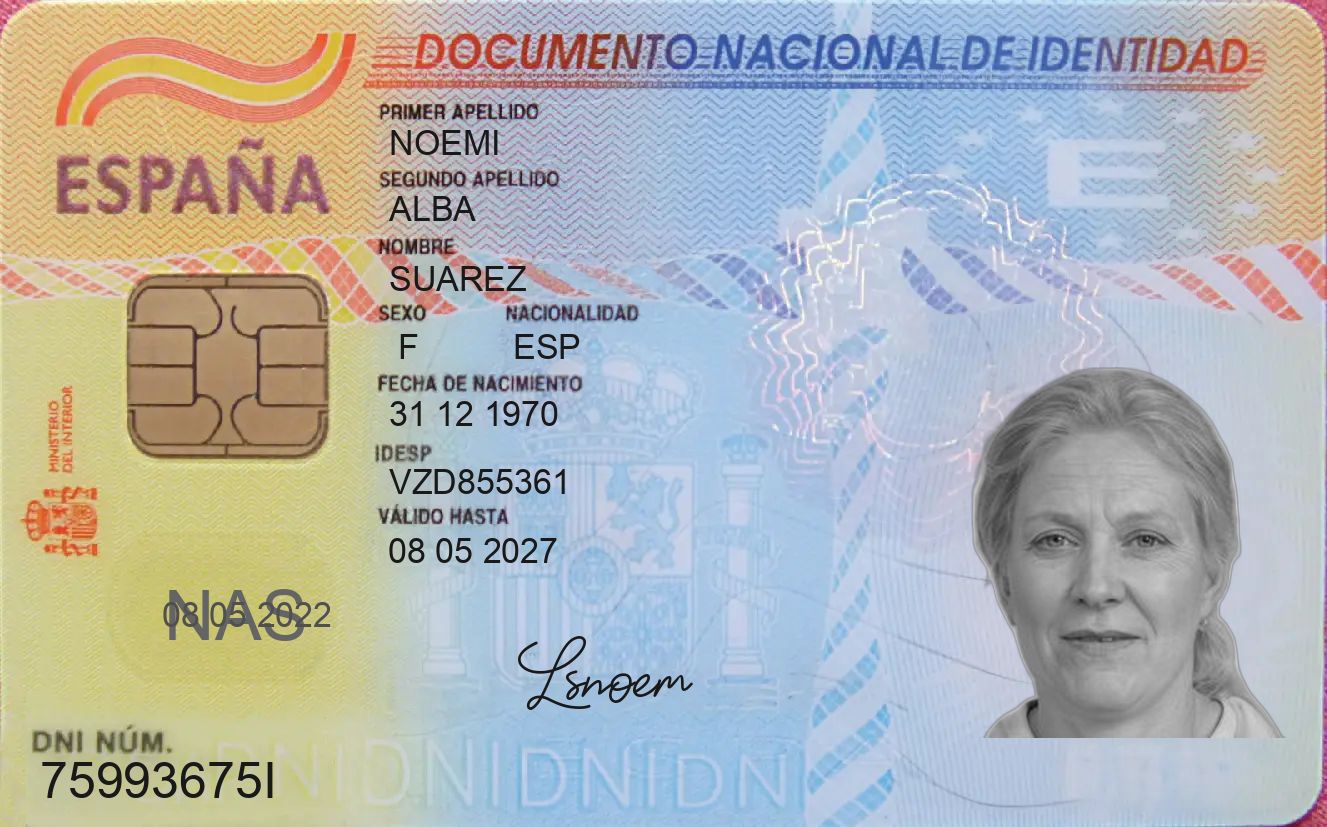 DOCUMENTO NACIONAL DE IDENTIDAD
ESPAÑA
PRIMER APELLIDO
NOEMI
SEGUNDO APELLIDO
ALBA
NOMBRE
SUAREZ
SEXO NACIONALIDAD
F ESP
FECHA DE NACIMIENTO
31 12 1970
IDESP
VZD855361
VÁLIDO HASTA
08 05 2027
MINISTERIO
DEL INTERIOR
E
NAS
08 05 2022
Lsnoem
DNI NÚM.
75993675I
DNIDNIDNIDNI